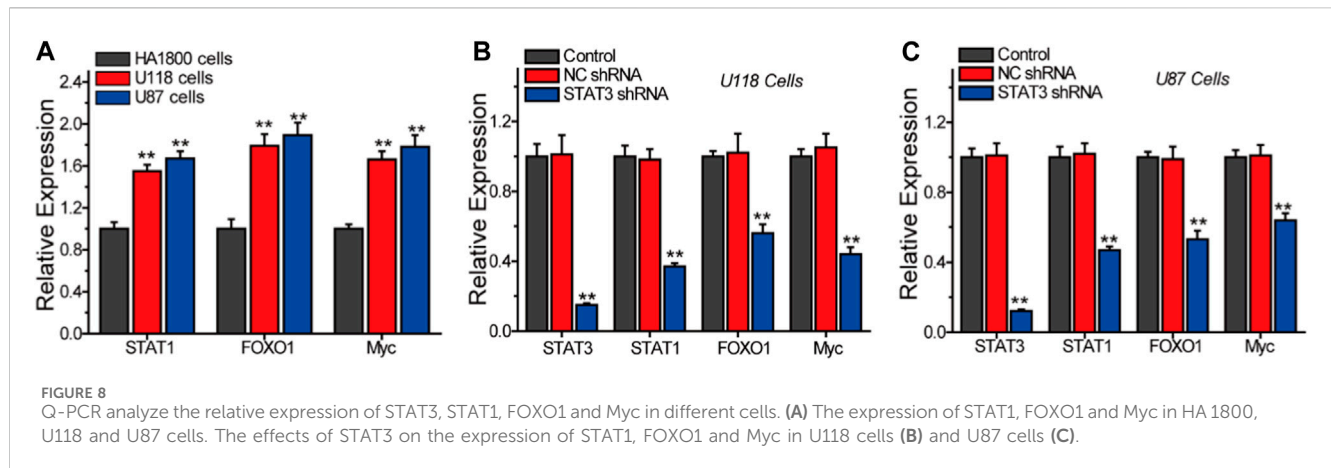 A
HA1800 cells
U118 cells
U87 cells
Relative Expression
2.4
2.0
1.6
1.2
0.8
0.4
0.0
** ** ** ** ** **
STAT1 FOXO1 Myc
B
Control
NC shRNA
STAT3 shRNA
U118 Cells
Relative Expression
1.2
0.8
0.4
0.0
** ** ** **
STAT3 STAT1 FOXO1 Myc
C
Control
NC shRNA
STAT3 shRNA
U87 Cells
Relative Expression
1.2
0.8
0.4
0.0
** ** ** **
STAT3 STAT1 FOXO1 Myc
FIGURE 8
Q-PCR analyze the relative expression of STAT3, STAT1, FOXO1 and Myc in different cells. (A) The expression of STAT1, FOXO1 and Myc in HA 1800,
U118 and U87 cells. The effects of STAT3 on the expression of STAT1, FOXO1 and Myc in U118 cells (B) and U87 cells (C).